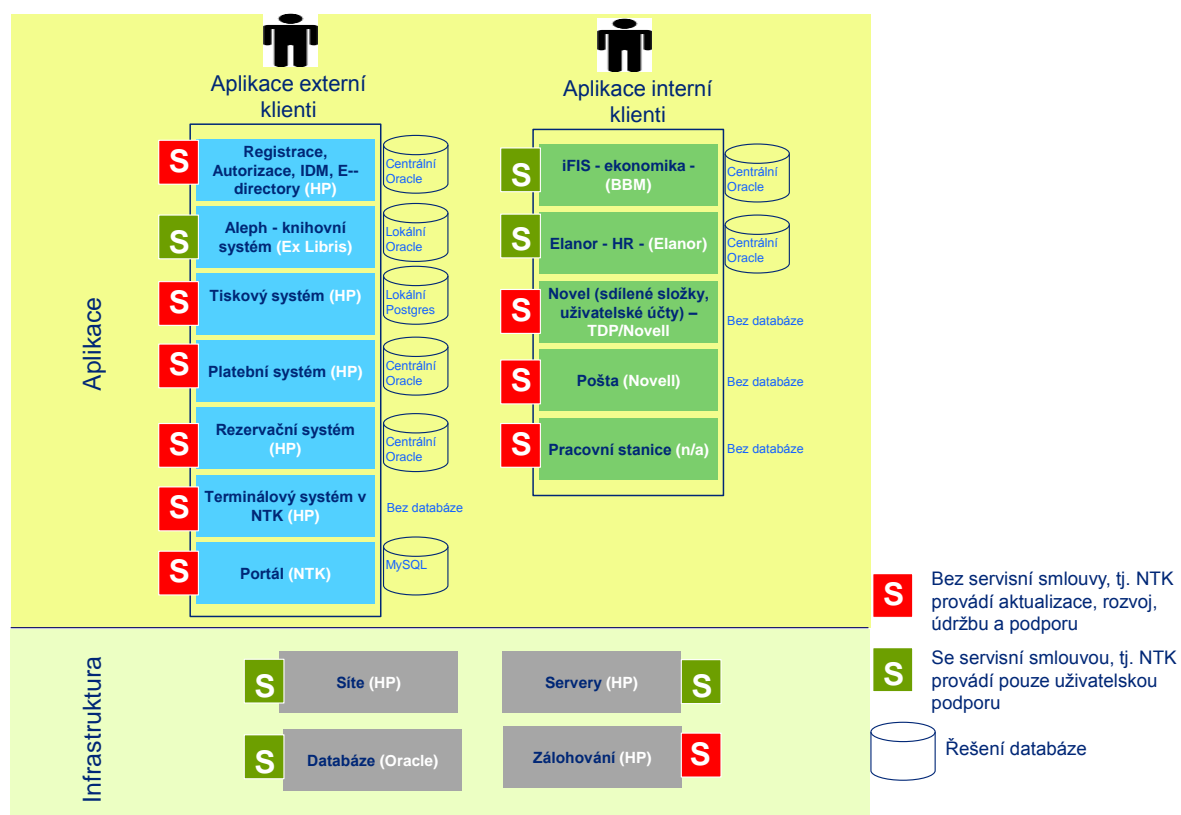 Aplikace externí
klienti
Aplikace interní
klienti
Aplikace
S
Registrace,
Autorizace, IDM, E--
directory (HP)
Centrální
Oracle
S
Aleph - knihovní
systém (Ex Libris)
Lokální
Oracle
S
Tiskový systém (HP)
Lokální
Postgres
S
Platební systém (HP)
Centrální
Oracle
S
Rezervační systém
(HP)
Centrální
Oracle
S
Terminálový systém v
NTK (HP)
Bez databáze
S
Portál (NTK)
MySQL
S
iFIS - ekonomika -
(BBM)
Centrální
Oracle
S
Elanor - HR - (Elanor)
Centrální
Oracle
S
Novel (sdílené složky,
uživatelské účty) –
TDP/Novell
Bez databáze
S
Pošta (Novell)
Bez databáze
S
Pracovní stanice (n/a)
Bez databáze
Infrastruktura
S
Síte (HP)
Servery (HP)
S
S
Databáze (Oracle)
Zálohování (HP)
S
S
Bez servisní smlouvy, tj. NTK
provádí aktualizace, rozvoj,
údržbu a podporu
S
Se servisní smlouvou, tj. NTK
provádí pouze uživatelskou
podporu
Řešení databáze